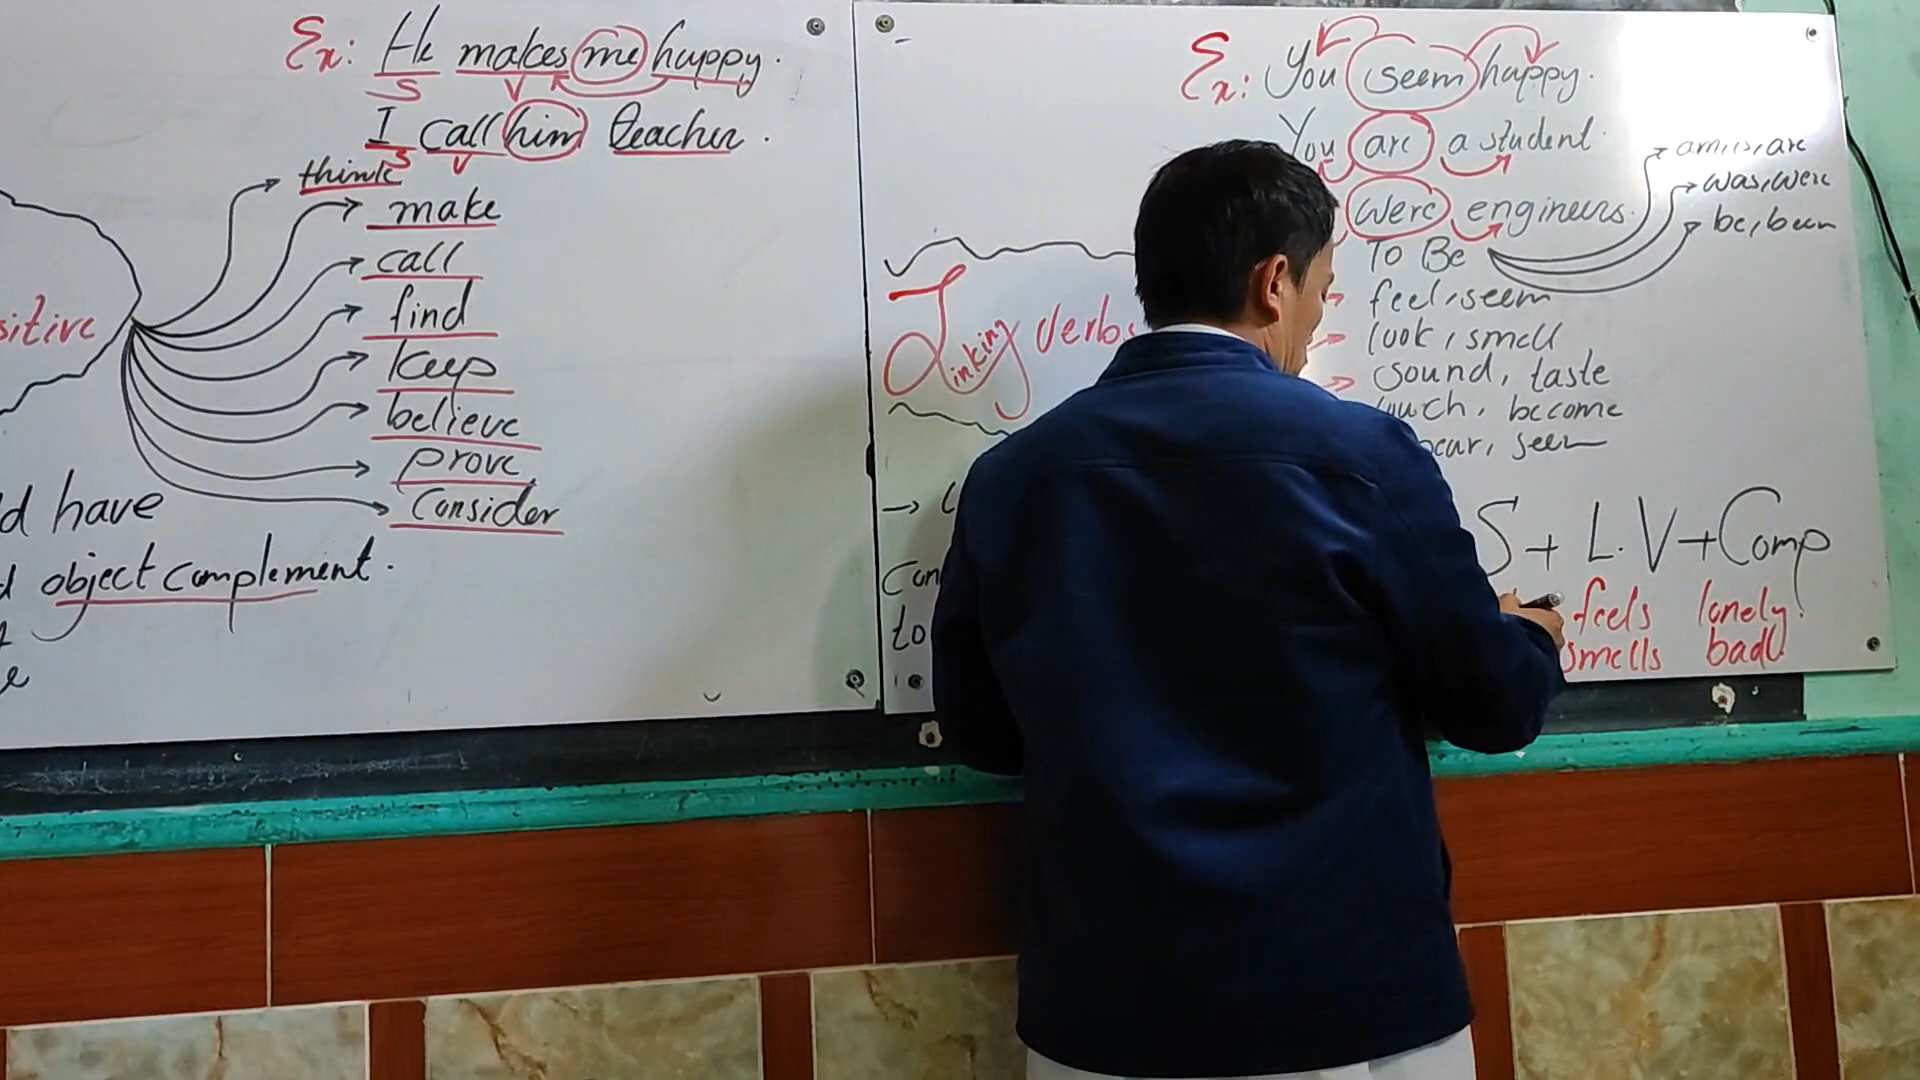 Ex: He makes me happy.
S V
I call him teacher.
S V
think
make
call
find
keep
believe
prove
Consider
sitive
d have
d object complement.
Ex: You seem happy.
You are a student
were engineers.
am, is, are
was, were
be, been
To Be
feel, seem
look, smell
sound, taste
become
Linking verbs
S + L.V + Comp
feels lonely.
smells bad
Con
to